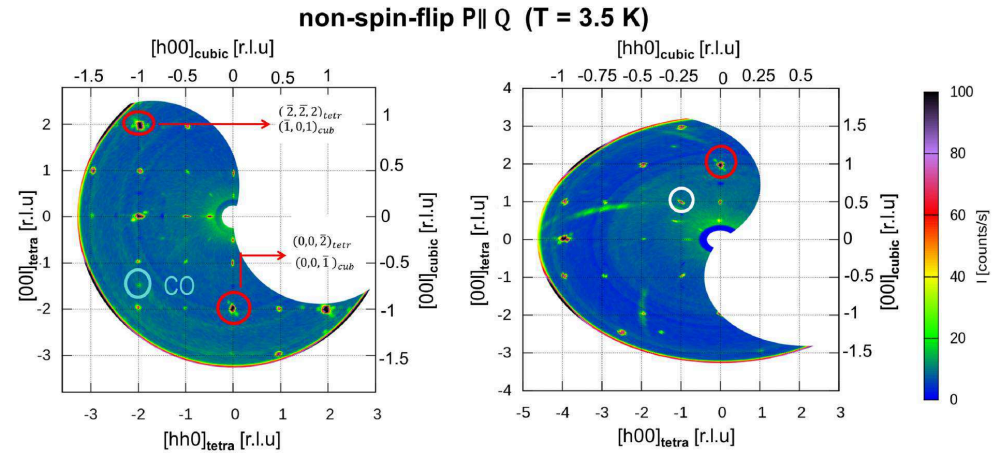 non-spin-flip P∥ Q (T = 3.5 K)
[h00]cubic [r.l.u]
-1.5 -1 -0.5 0 0.5 1
[00l]tetra [r.l.u]
2
1
0
-1
-2
-3
(2̅, 2̅, 2)tetr
(1̅, 0, 1)cub
(0,0,2̅)tetr
(0,0,1̅)cub
CO
1
0.5
0
-0.5
-1
-1.5
[00l]cubic [r.l.u]
-3 -2 -1 0 1 2 3
[hh0]tetra [r.l.u]
[hh0]cubic [r.l.u]
-1 -0.75 -0.5 -0.25 0 0.25 0.5
[00l]tetra [r.l.u]
4
3
2
1
0
-1
-2
-3
-4
1.5
1
0.5
0
-0.5
-1
-1.5
[00l]cubic [r.l.u]
-5 -4 -3 -2 -1 0 1 2 3
[h00]tetra [r.l.u]
100
80
60
40
20
0
I [counts/s]